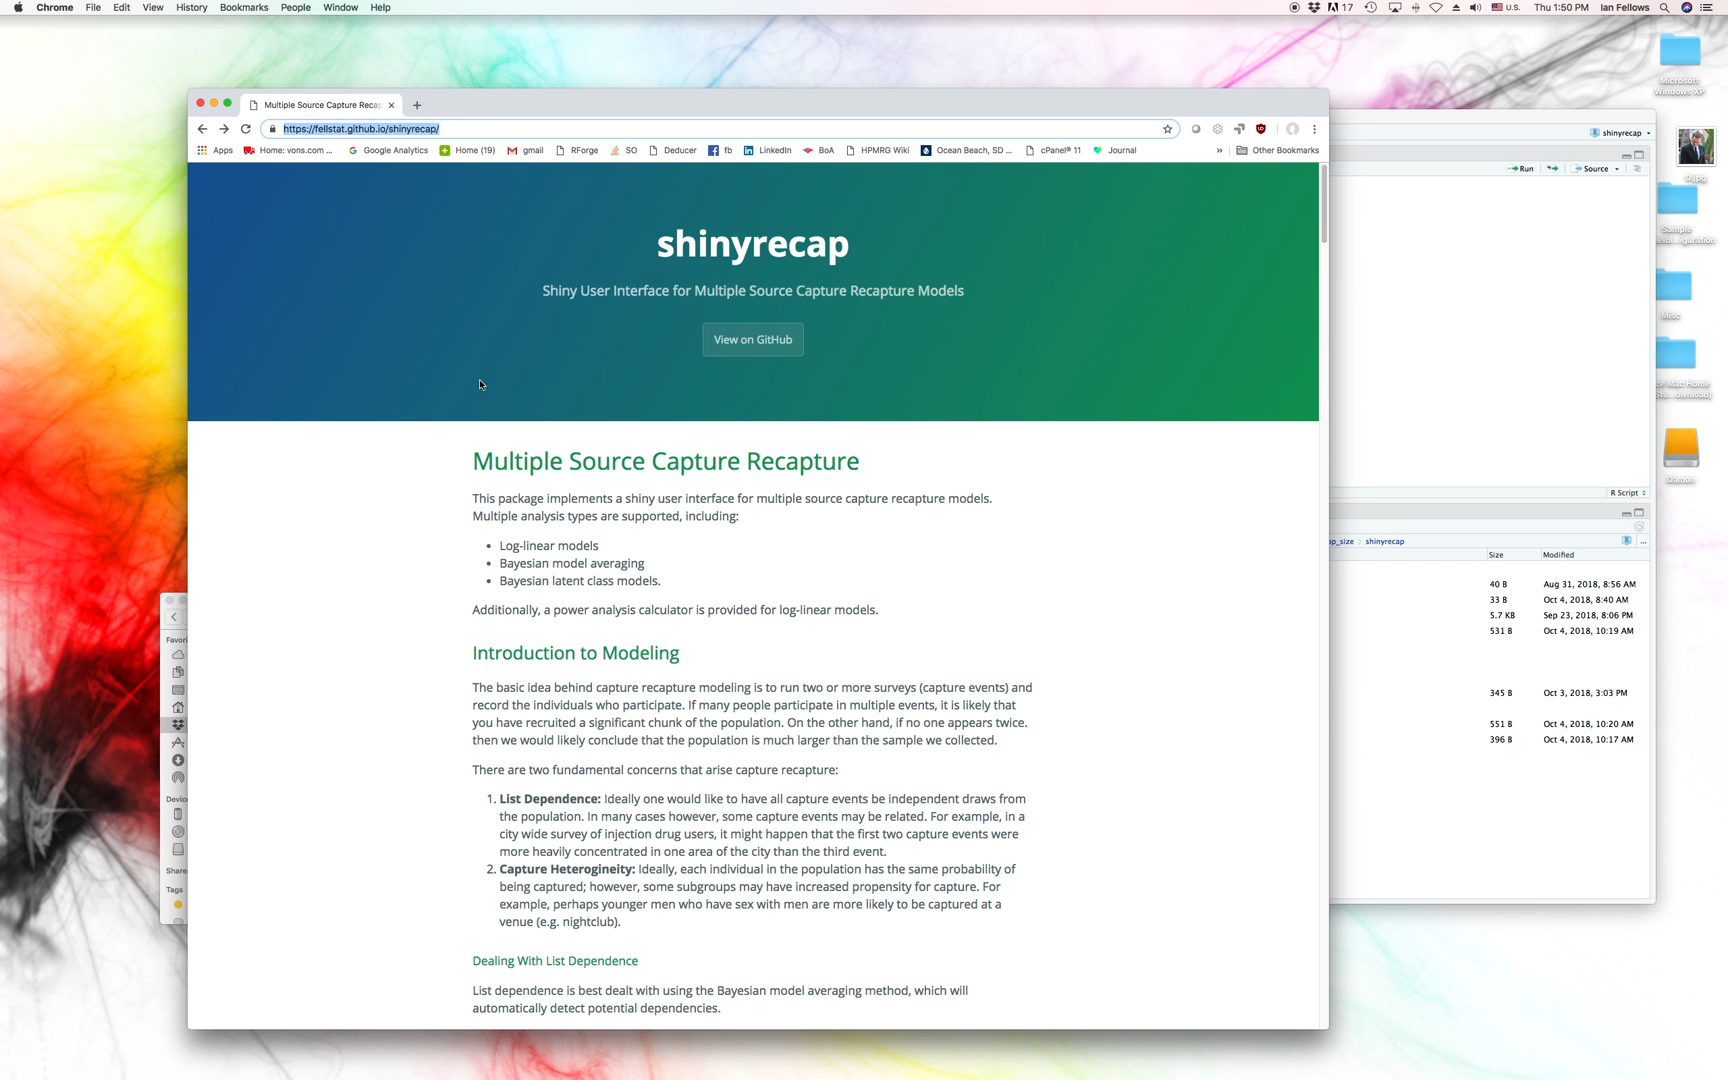 Chrome File Edit View History Bookmarks People Window Help
17 U.S. Thu 1:50 PM Ian Fellows
Multiple Source Capture Recap
https://fellstat.github.io/shinyrecap/
Apps Home: vons.com ... Google Analytics Home (19) gmail RForge SO Deducer fb LinkedIn BoA HPMRG Wiki Ocean Beach, SD ... cPanel® 11 Journal » Other Bookmarks
shinyrecap
Shiny User Interface for Multiple Source Capture Recapture Models
View on GitHub
Multiple Source Capture Recapture
This package implements a shiny user interface for multiple source capture recapture models.
Multiple analysis types are supported, including:
• Log-linear models
• Bayesian model averaging
• Bayesian latent class models.
Additionally, a power analysis calculator is provided for log-linear models.
Introduction to Modeling
The basic idea behind capture recapture modeling is to run two or more surveys (capture events) and
record the individuals who participate. If many people participate in multiple events, it is likely that
you have recruited a significant chunk of the population. On the other hand, if no one appears twice.
then we would likely conclude that the population is much larger than the sample we collected.
There are two fundamental concerns that arise capture recapture:
1. List Dependence: Ideally one would like to have all capture events be independent draws from
the population. In many cases however, some capture events may be related. For example, in a
city wide survey of injection drug users, it might happen that the first two capture events were
more heavily concentrated in one area of the city than the third event.
2. Capture Heterogineity: Ideally, each individual in the population has the same probability of
being captured; however, some subgroups may have increased propensity for capture. For
example, perhaps younger men who have sex with men are more likely to be captured at a
venue (e.g. nightclub).
Dealing With List Dependence
List dependence is best dealt with using the Bayesian model averaging method, which will
automatically detect potential dependencies.
Favori
Device
Share
Tags
shinyrecap
Run Source
R Script
op_size shinyrecap ...
Size Modified
40 B Aug 31, 2018, 8:56 AM
33 B Oct 4, 2018, 8:40 AM
5.7 KB Sep 23, 2018, 8:06 PM
531 B Oct 4, 2018, 10:19 AM
345 B Oct 3, 2018, 3:03 PM
551 B Oct 4, 2018, 10:20 AM
396 B Oct 4, 2018, 10:17 AM
Microsoft
Windows XP
Sample
Misc
ce Mac Home
Damon